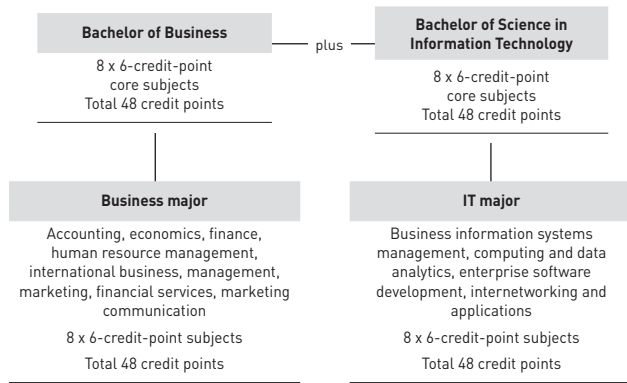 Bachelor of Business
plus
Bachelor of Science in
Information Technology
8 x 6-credit-point
core subjects
Total 48 credit points
8 x 6-credit-point
core subjects
Total 48 credit points
Business major
Accounting, economics, finance,
human resource management,
international business, management,
marketing, financial services, marketing
communication
8 x 6-credit-point subjects
Total 48 credit points
IT major
Business information systems
management, computing and data
analytics, enterprise software
development, internetworking and
applications
8 x 6-credit-point subjects
Total 48 credit points